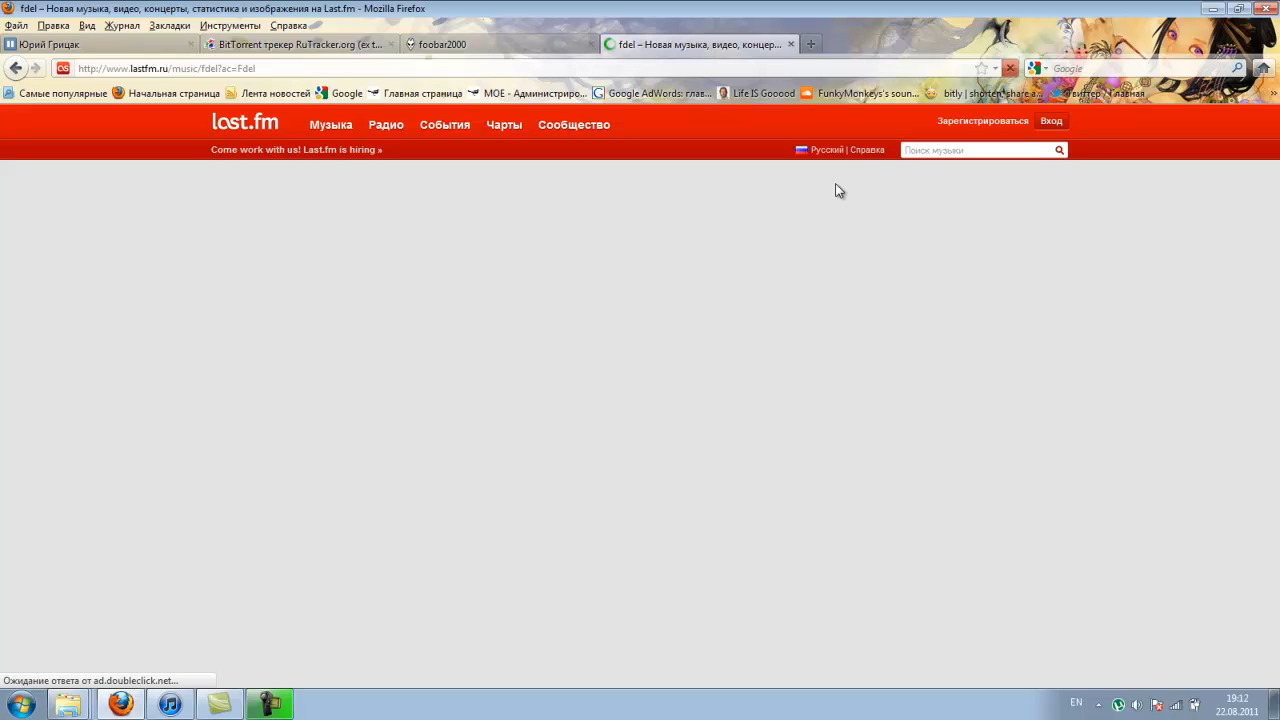 fdel – Новая музыка, видео, концерты, статистика и изображения на Last.fm - Mozilla Firefox
Файл Правка Вид Журнал Закладки Инструменты Справка
Юрий Грицак
BitTorrent трекер RuTracker.org (ex t...
foobar2000
fdel – Новая музыка, видео, концер...
http://www.lastfm.ru/music/fdel?ac=Fdel
Google
Самые популярные Начальная страница Лента новостей Google Главная страница МОЕ - Администриро... Google AdWords: глав... Life IS Gooood FunkyMonkeys's soun... bitly | shorten, share a... Твиттер / Главная
last.fm Музыка Радио События Чарты Сообщество
Зарегистрироваться Вход
Come work with us! Last.fm is hiring »
Русский | Справка
Поиск музыки
Ожидание ответа от ad.doubleclick.net...
EN
19:12
22.08.2011